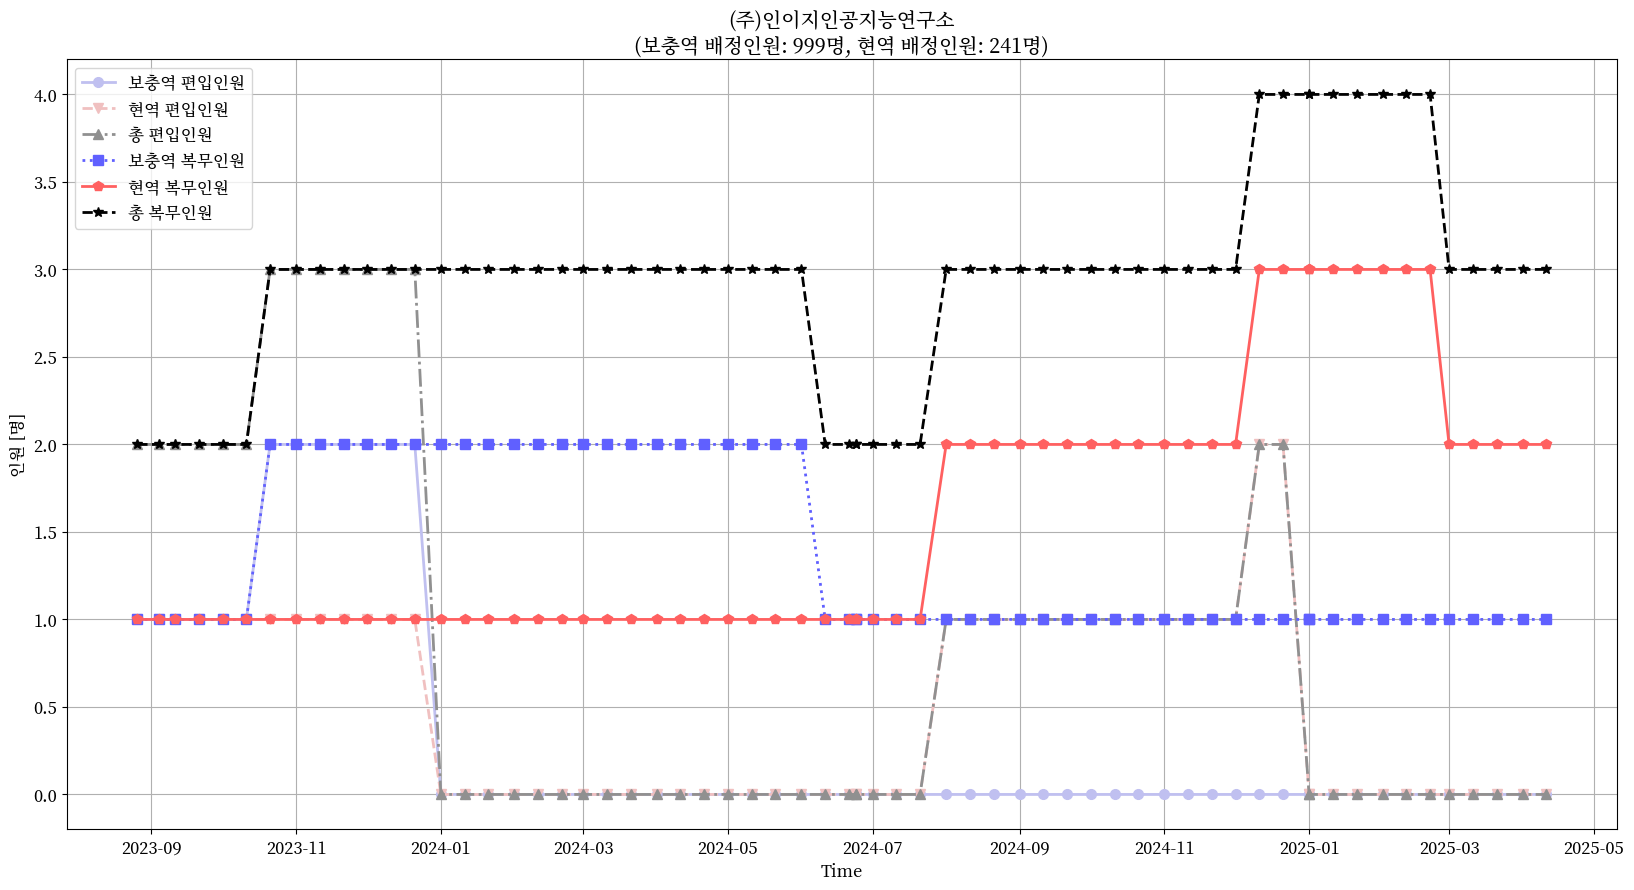 (주)인이지인공지능연구소
(보충역 배정인원: 999명, 현역 배정인원: 241명)
보충역 편입인원
현역 편입인원
총 편입인원
보충역 복무인원
현역 복무인원
총 복무인원
4.0
3.5
3.0
2.5
2.0
1.5
1.0
0.5
0.0
인원 [명]
2023-09 2023-11 2024-01 2024-03 2024-05 2024-07 2024-09 2024-11 2025-01 2025-03 2025-05
Time